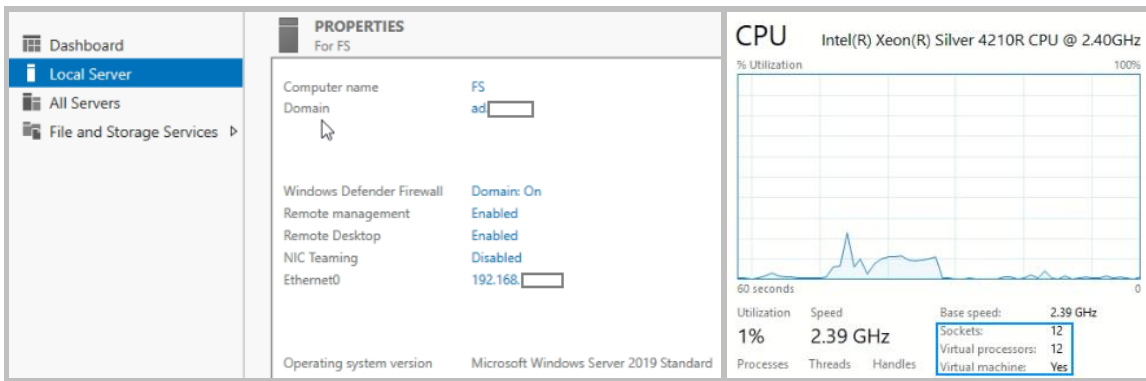 Dashboard
Local Server
All Servers
File and Storage Services
PROPERTIES
For FS
Computer name FS
Domain ad.
Windows Defender Firewall Domain: On
Remote management Enabled
Remote Desktop Enabled
NIC Teaming Disabled
Ethernet0 192.168.
Operating system version Microsoft Windows Server 2019 Standard
CPU Intel(R) Xeon(R) Silver 4210R CPU @ 2.40GHz
% Utilization 100%
60 seconds 0
Utilization Speed Base speed: 2.39 GHz
1% 2.39 GHz Sockets: 12
Virtual processors: 12
Processes Threads Handles Virtual machine: Yes